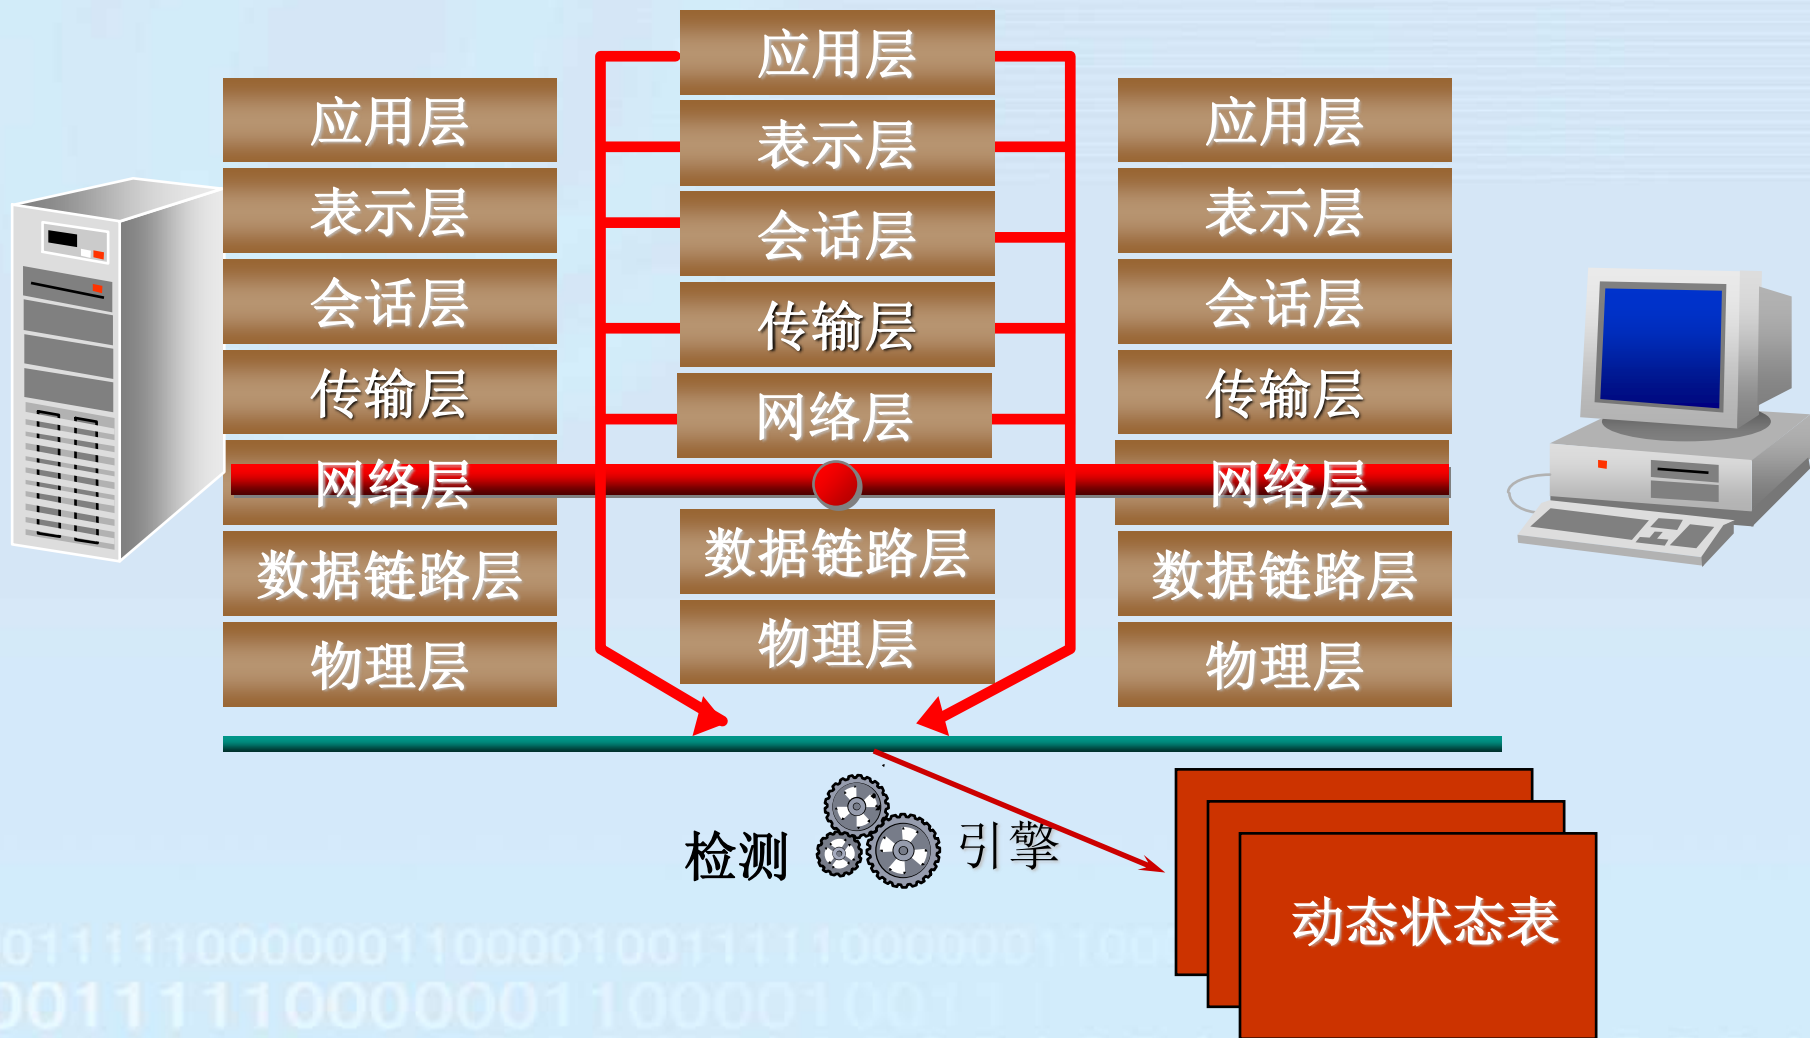 应用层
表示层
会话层
传输层
网络层
数据链路层
物理层
应用层
表示层
会话层
传输层
网络层
数据链路层
物理层
应用层
表示层
会话层
传输层
网络层
数据链路层
物理层
检测
引擎
动态状态表